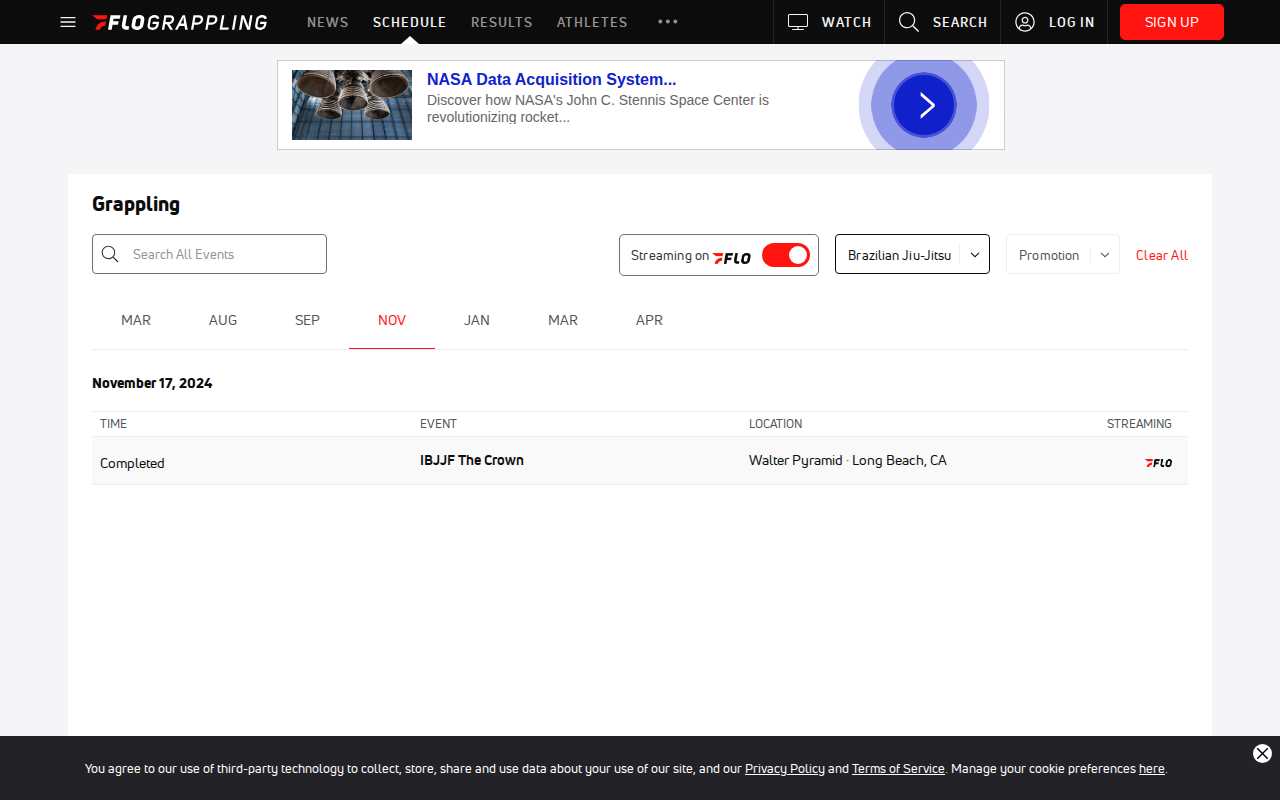 FLOGRAPPLING NEWS SCHEDULE RESULTS ATHLETES WATCH SEARCH LOG IN SIGN UP
NASA Data Acquisition System...
Discover how NASA's John C. Stennis Space Center is
revolutionizing rocket...
Grappling
Search All Events Streaming on FLO Brazilian Jiu-Jitsu Promotion Clear All
MAR AUG SEP NOV JAN MAR APR
November 17, 2024
TIME EVENT LOCATION STREAMING
Completed IBJJF The Crown Walter Pyramid · Long Beach, CA FLO
You agree to our use of third-party technology to collect, store, share and use data about your use of our site, and our Privacy Policy and Terms of Service. Manage your cookie preferences here.